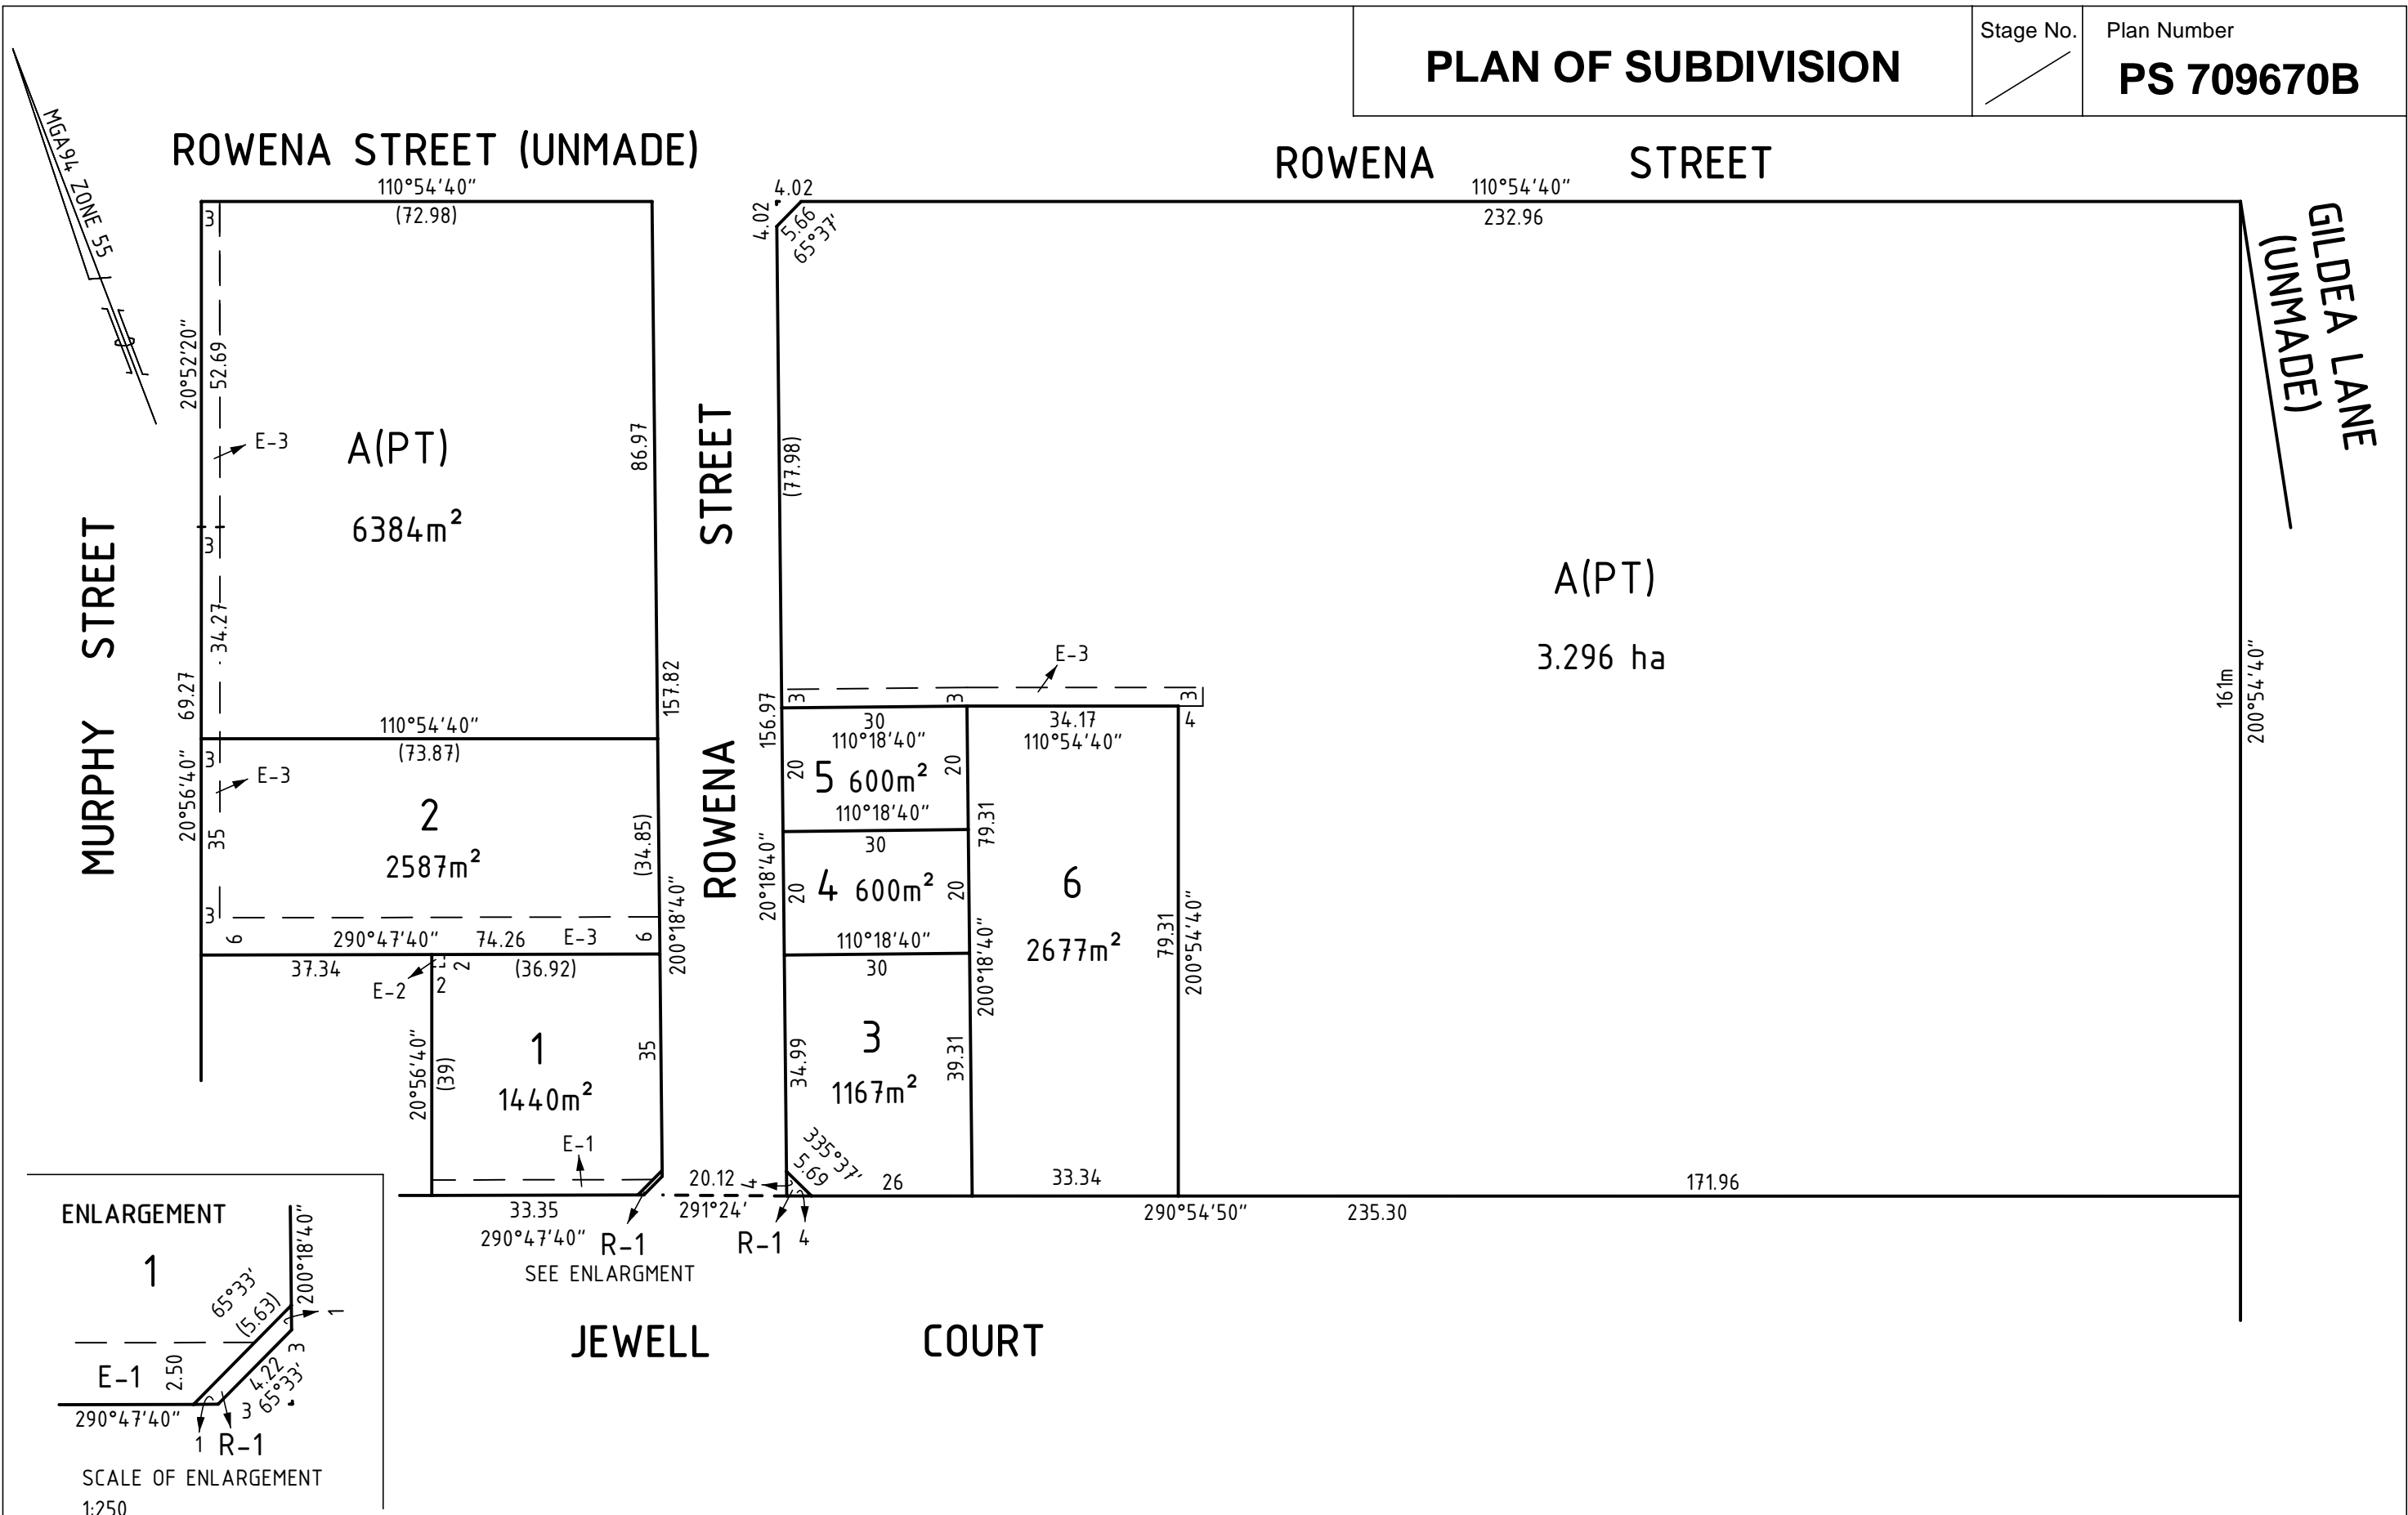 PLAN OF SUBDIVISION
Stage No.
Plan Number
PS 709670B
MGA94 ZONE 55
ROWENA STREET (UNMADE)
110°54'40"
(72.98)
3
20°52'20"
52.69
E-3
A(PT)
6384m²
86.97
3
34.27
69.27
157.82
MURPHY STREET
110°54'40"
(73.87)
3
E-3
20°56'40"
35
2
2587m²
(34.85)
3
6
290°47'40"
74.26
E-3
6
200°18'40"
37.34
2
(36.92)
E-2
2
20°56'40"
(39)
1
1440m²
35
E-1
33.35
290°47'40"
R-1
SEE ENLARGMENT
ROWENA STREET
ROWENA STREET
4.02
4.02
5.66
65°37'
110°54'40"
232.96
GILDEA LANE
(UNMADE)
(77.98)
A(PT)
3.296 ha
161m
200°54'40"
E-3
3
3
3
4
156.97
30
110°18'40"
34.17
110°54'40"
20
5 600m²
20
110°18'40"
79.31
30
20°18'40"
20
4 600m²
20
6
2677m²
110°18'40"
30
200°18'40"
79.31
200°54'40"
34.99
3
1167m²
39.31
335°37'
5.69
20.12
4
26
33.34
171.96
291°24'
R-1
4
290°54'50"
235.30
JEWELL COURT
ENLARGEMENT
1
65°33'
(5.63)
200°18'40"
1
E-1
2.50
3
4.22
65°33'
290°47'40"
3
1
R-1
SCALE OF ENLARGEMENT
1:250